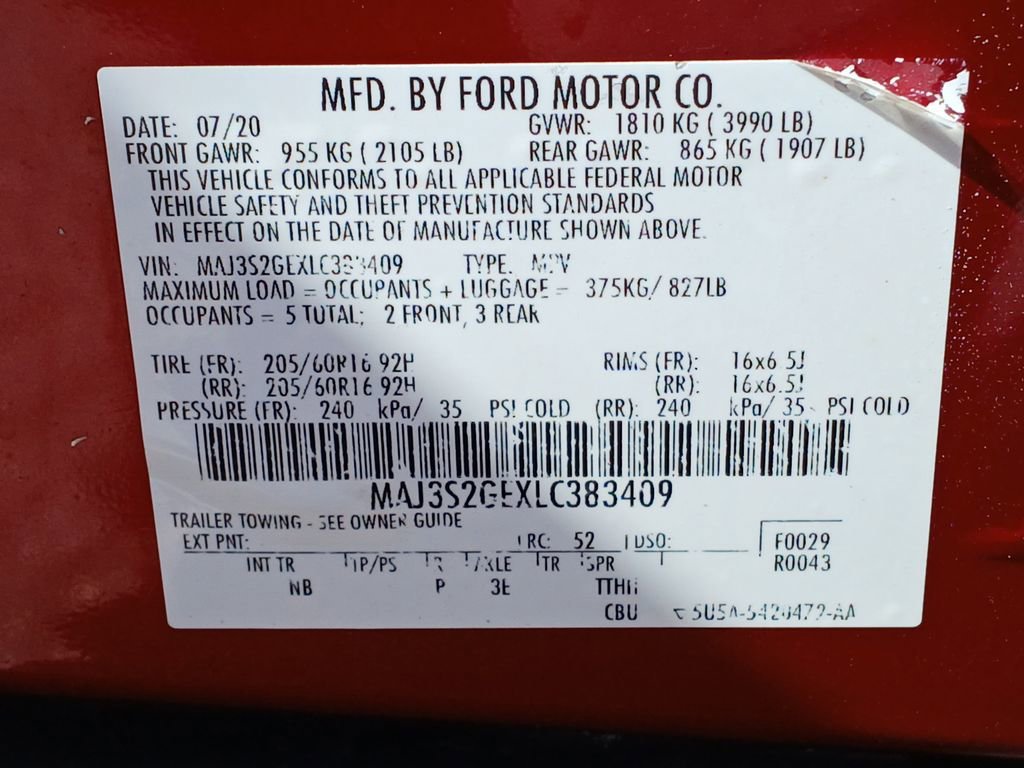 MFD. BY FORD MOTOR CO.
DATE: 07/20 GVWR: 1810 KG ( 3990 LB)
FRONT GAWR: 955 KG ( 2105 LB) REAR GAWR: 865 KG ( 1907 LB)
THIS VEHICLE CONFORMS TO ALL APPLICABLE FEDERAL MOTOR
VEHICLE SAFETY AND THEFT PREVENTION STANDARDS
IN EFFECT ON THE DATE OF MANUFACTURE SHOWN ABOVE.
VIN: MAJ3S2GEXLC383409 TYPE: MPV
MAXIMUM LOAD = OCCUPANTS + LUGGAGE = 375KG/ 827LB
OCCUPANTS = 5 TOTAL; 2 FRONT, 3 REAR
TIRE (FR): 205/60R16 92H RIMS (FR): 16x6.5J
(RR): 205/60R16 92H (RR): 16x6.5J
PRESSURE (FR): 240 kPa/ 35 PSI COLD (RR): 240 kPa/ 35 PSI COLD
MAJ3S2GEXLC383409
TRAILER TOWING - SEE OWNER GUIDE
EXT PNT: RC: 52 DSO: F0029
INT TR TP/PS R AXLE TR SPR R0043
NB P 3E TTHH
CBU